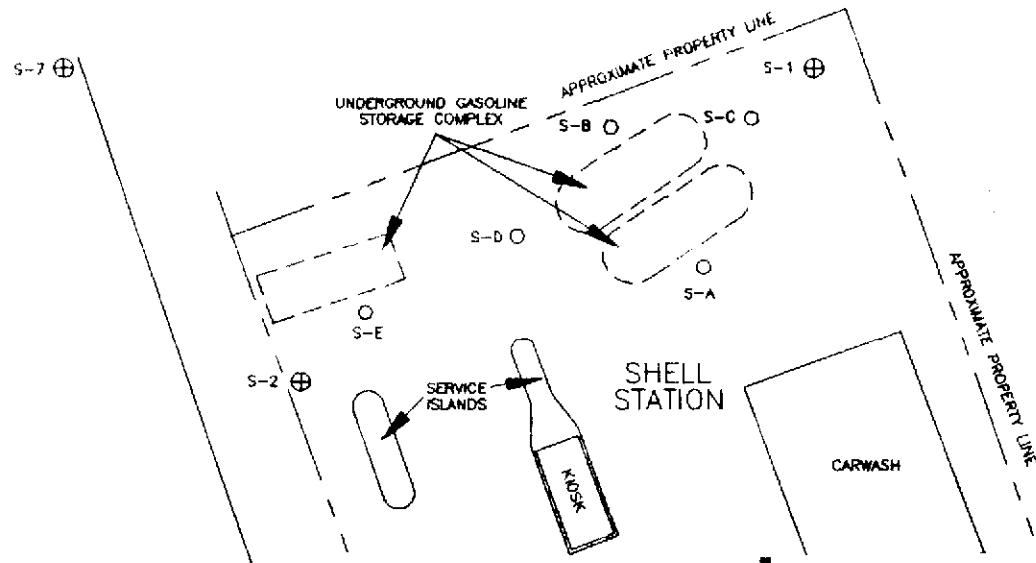 APPROXIMATE PROPERTY LINE
S-7
S-1
UNDERGROUND GASOLINE
STORAGE COMPLEX
S-B
S-C
S-D
S-A
S-E
APPROXIMATE PROPERTY LINE
S-2
SERVICE
ISLANDS
SHELL
STATION
KIOSK
CARWASH